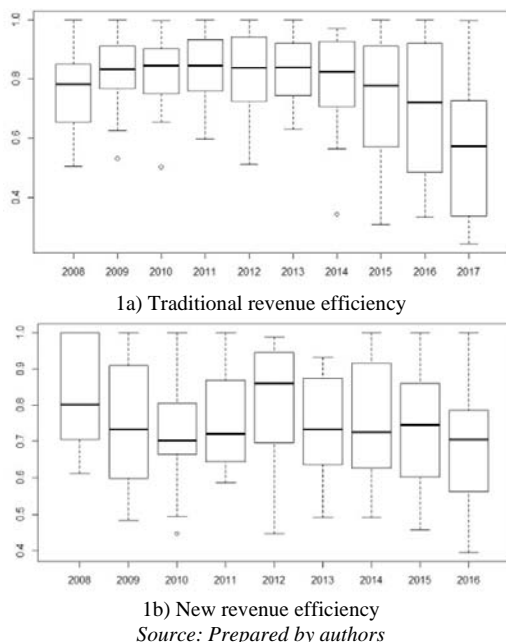 1.0
0.8
0.6
0.4
2008 2009 2010 2011 2012 2013 2014 2015 2016 2017
1a) Traditional revenue efficiency
1.0
0.9
0.8
0.7
0.6
0.5
0.4
2008 2009 2010 2011 2012 2013 2014 2015 2016
1b) New revenue efficiency
Source: Prepared by authors